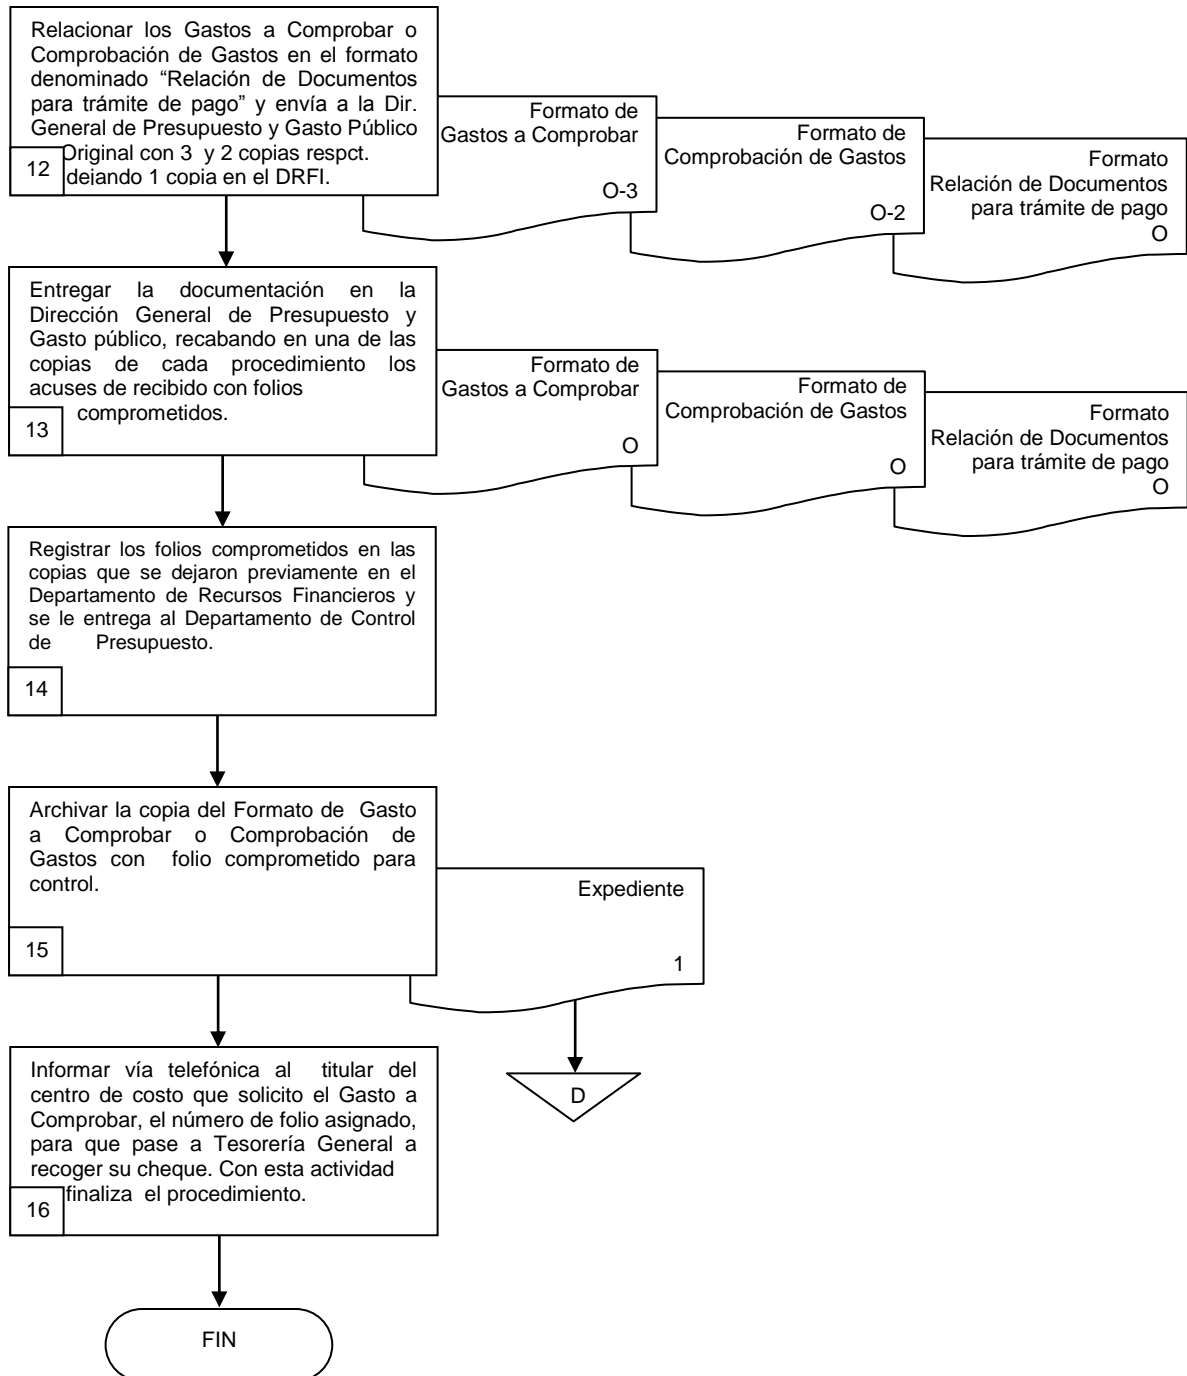 Relacionar los Gastos a Comprobar o
Comprobación de Gastos en el formato
denominado “Relación de Documentos
para trámite de pago” y envía a la Dir.
General de Presupuesto y Gasto Público
Original con 3 y 2 copias respct.
dejando 1 copia en el DRFI.
12
Formato de
Gastos a Comprobar
O-3
Formato de
Comprobación de Gastos
O-2
Formato
Relación de Documentos
para trámite de pago
O
Entregar la documentación en la
Dirección General de Presupuesto y
Gasto público, recabando en una de las
copias de cada procedimiento los
acuses de recibido con folios
comprometidos.
13
Formato de
Gastos a Comprobar
O
Formato de
Comprobación de Gastos
O
Formato
Relación de Documentos
para trámite de pago
O
Registrar los folios comprometidos en las
copias que se dejaron previamente en el
Departamento de Recursos Financieros y
se le entrega al Departamento de Control
de Presupuesto.
14
Archivar la copia del Formato de Gasto
a Comprobar o Comprobación de
Gastos con folio comprometido para
control.
15
Expediente
1
D
Informar vía telefónica al titular del
centro de costo que solicito el Gasto a
Comprobar, el número de folio asignado,
para que pase a Tesorería General a
recoger su cheque. Con esta actividad
finaliza el procedimiento.
16
FIN